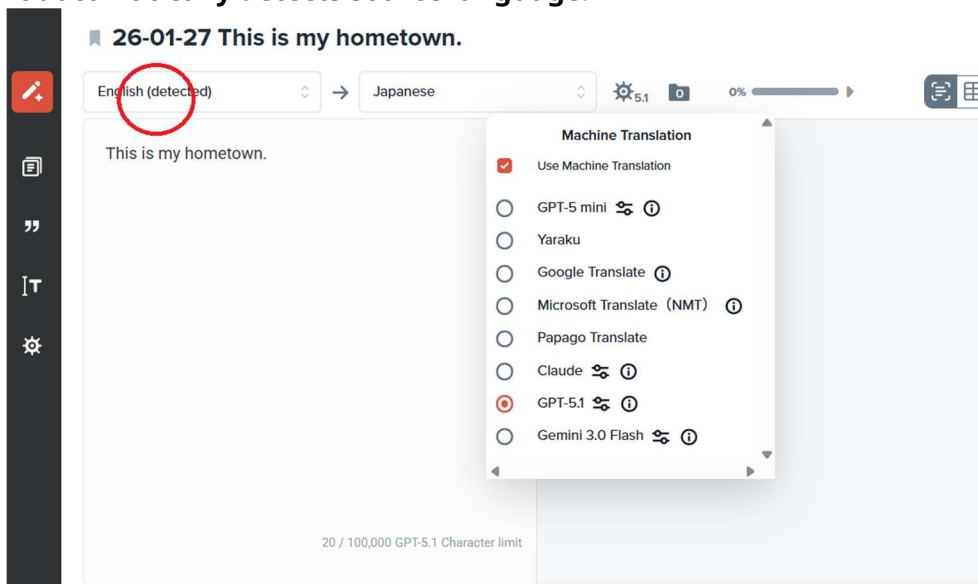 26-01-27 This is my hometown.
English (detected)
→
Japanese
5.1
0
0%
This is my hometown.
Machine Translation
Use Machine Translation
GPT-5 mini
Yaraku
Google Translate
Microsoft Translate（NMT）
Papago Translate
Claude
GPT-5.1
Gemini 3.0 Flash
20 / 100,000 GPT-5.1 Character limit